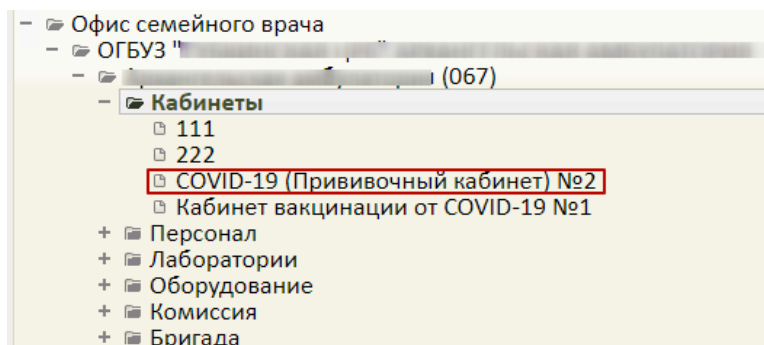 Офис семейного врача
ОГБУЗ "
(067)
Кабинеты
111
222
COVID-19 (Прививочный кабинет) №2
Кабинет вакцинации от COVID-19 №1
Персонал
Лаборатории
Оборудование
Комиссия
Бригада